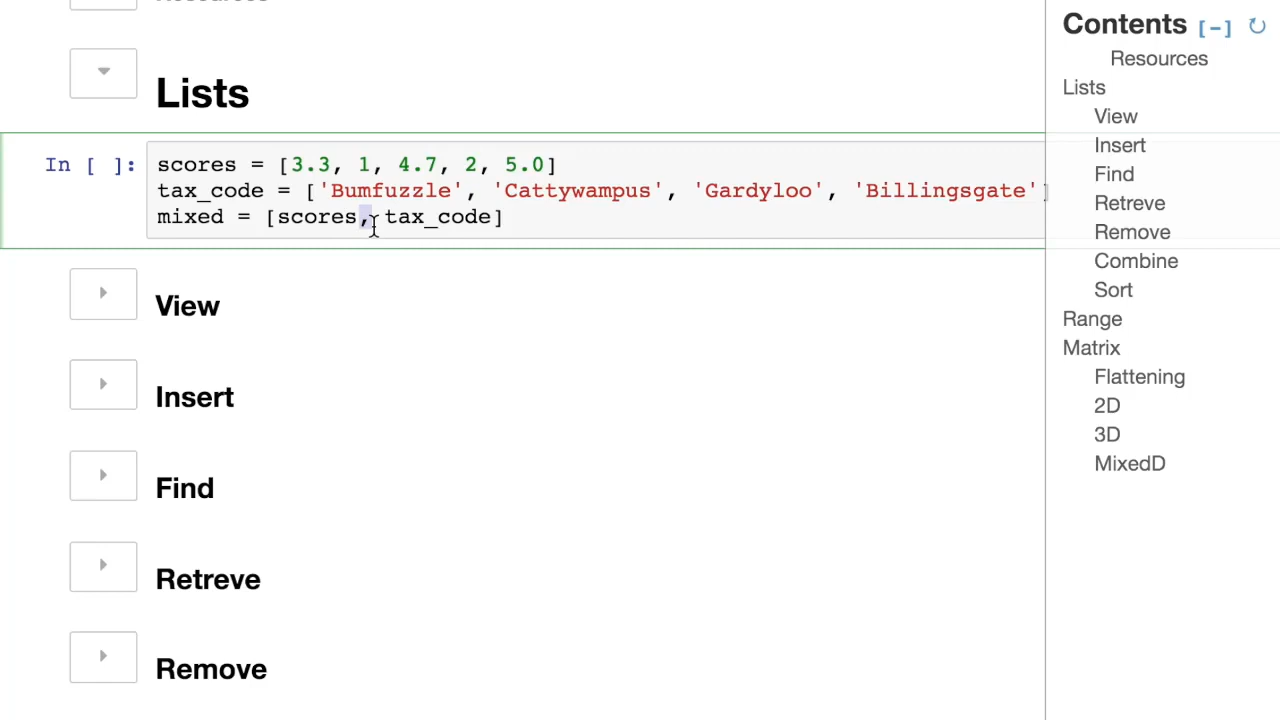 Resources
Lists
In [ ]:
scores = [3.3, 1, 4.7, 2, 5.0]
tax_code = ['Bumfuzzle', 'Cattywampus', 'Gardyloo', 'Billingsgate']
mixed = [scores, tax_code]
View
Insert
Find
Retreve
Remove
Contents [-] ↻
Resources
Lists
View
Insert
Find
Retreve
Remove
Combine
Sort
Range
Matrix
Flattening
2D
3D
MixedD